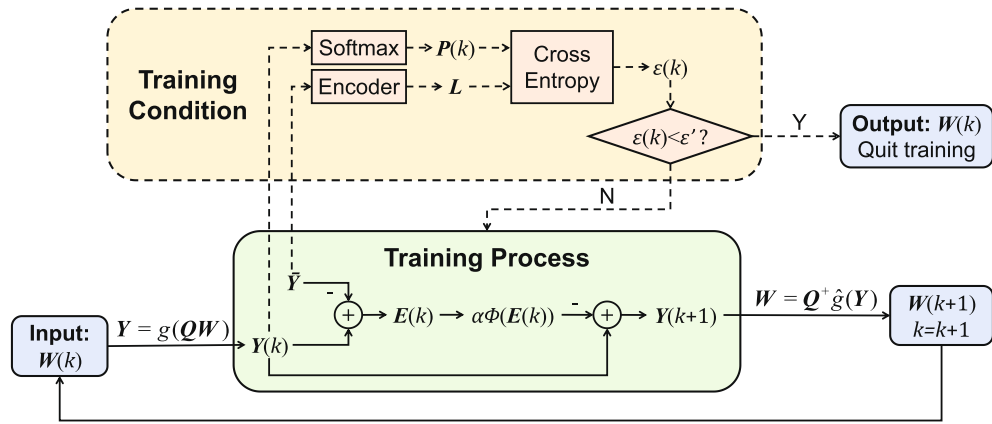 Training
Condition
Softmax
P(k)
Encoder
L
Cross
Entropy
ε(k)
ε(k)<ε′?
Y
Output: W(k)
Quit training
N
Training Process
Ȳ
-
+
E(k)
αΦ(E(k))
-
+
Y(k+1)
Y(k)
Input:
W(k)
Y = g(QW)
W = Q⁺ĝ(Y)
W(k+1)
k=k+1